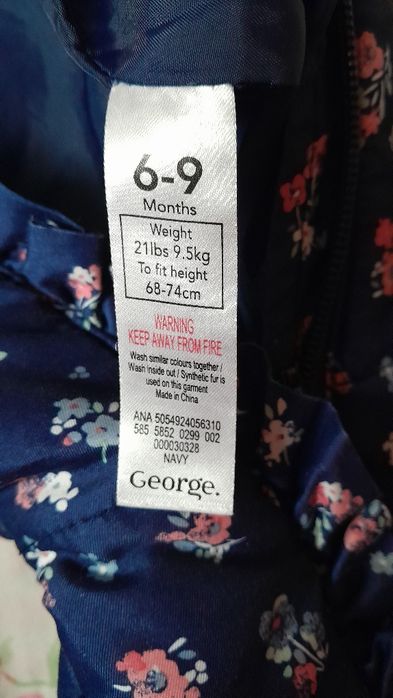 6-9
Months
Weight
21lbs 9.5kg
To fit height
68-74cm
WARNING
KEEP AWAY FROM FIRE
Wash similar colours together /
Wash inside out / Synthetic fur is
used on this garment
Made in China
ANA 5054924056310
585 5852 0299 002
000030328
NAVY
George.